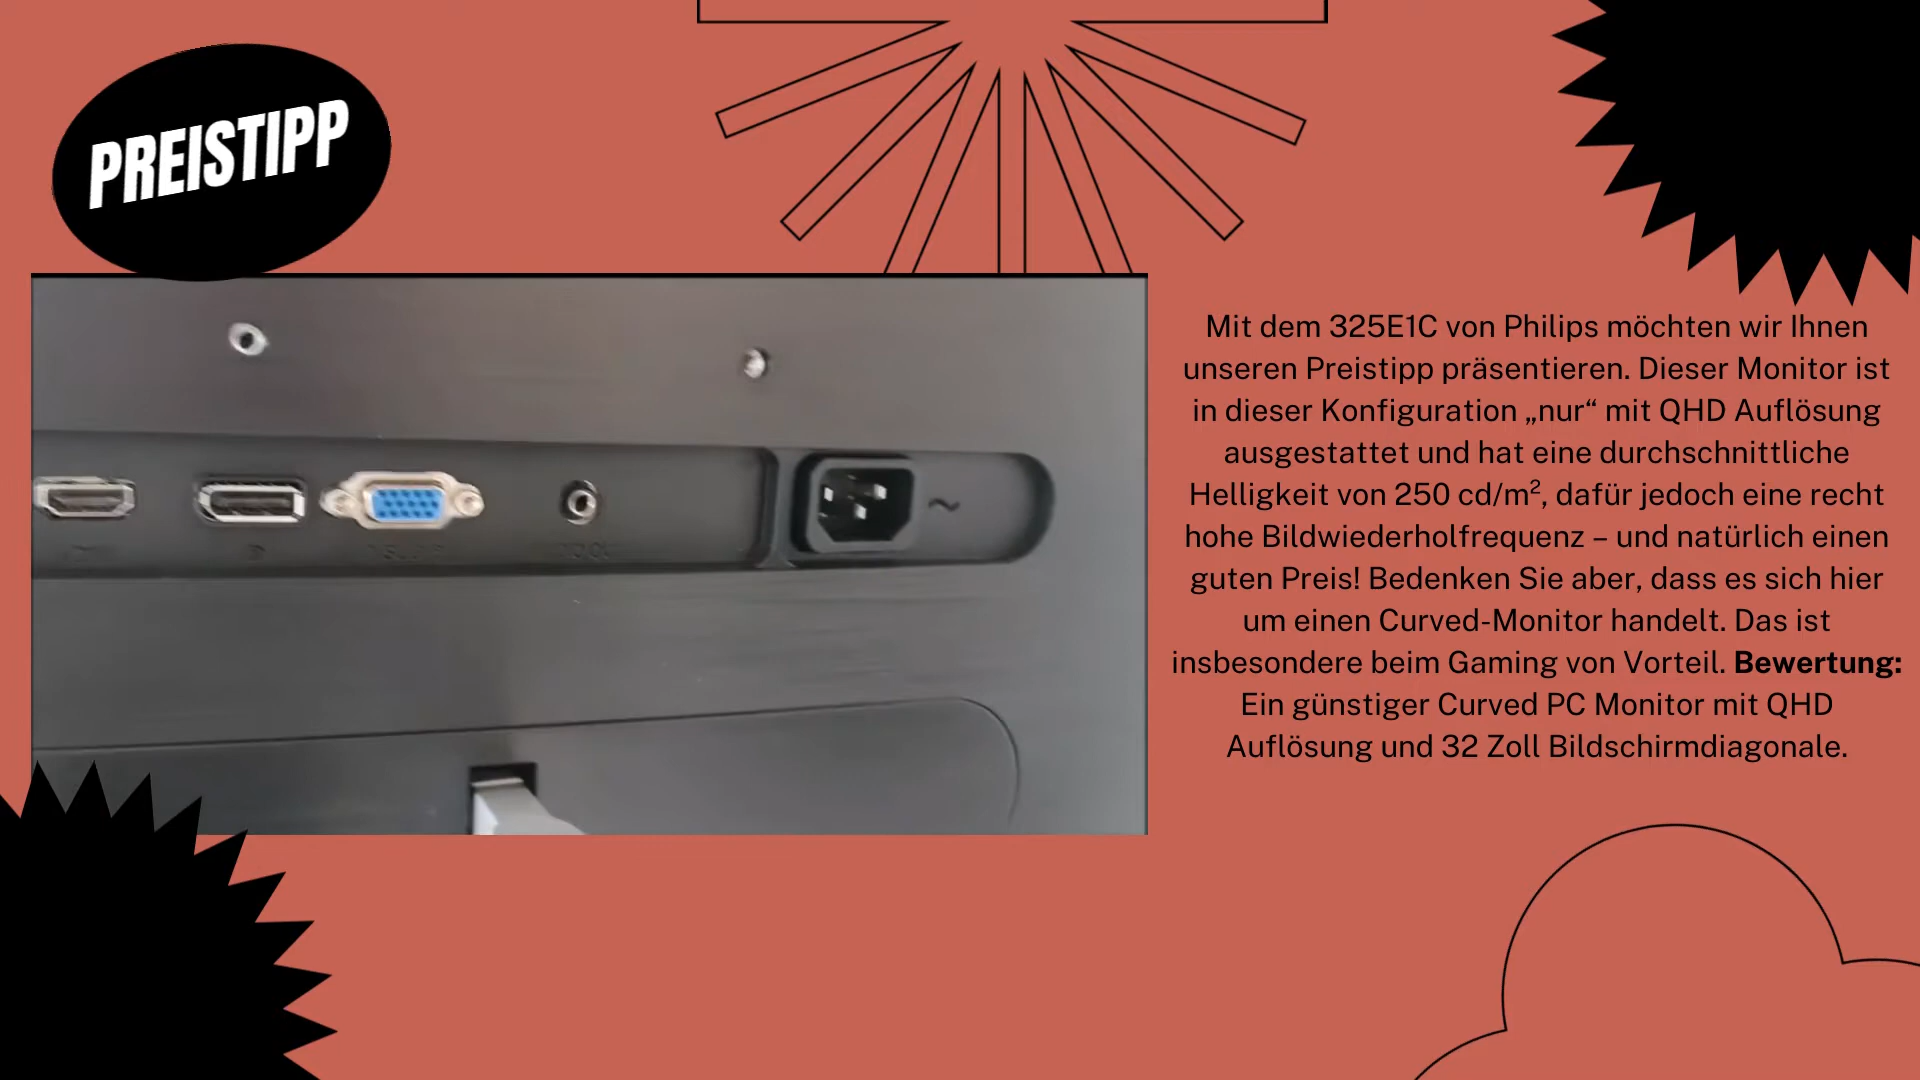 PREISTIPP
Mit dem 325E1C von Philips möchten wir Ihnen
unseren Preistipp präsentieren. Dieser Monitor ist
in dieser Konfiguration „nur“ mit QHD Auflösung
ausgestattet und hat eine durchschnittliche
Helligkeit von 250 cd/m², dafür jedoch eine recht
hohe Bildwiederholfrequenz – und natürlich einen
guten Preis! Bedenken Sie aber, dass es sich hier
um einen Curved-Monitor handelt. Das ist
insbesondere beim Gaming von Vorteil. Bewertung:
Ein günstiger Curved PC Monitor mit QHD
Auflösung und 32 Zoll Bildschirmdiagonale.